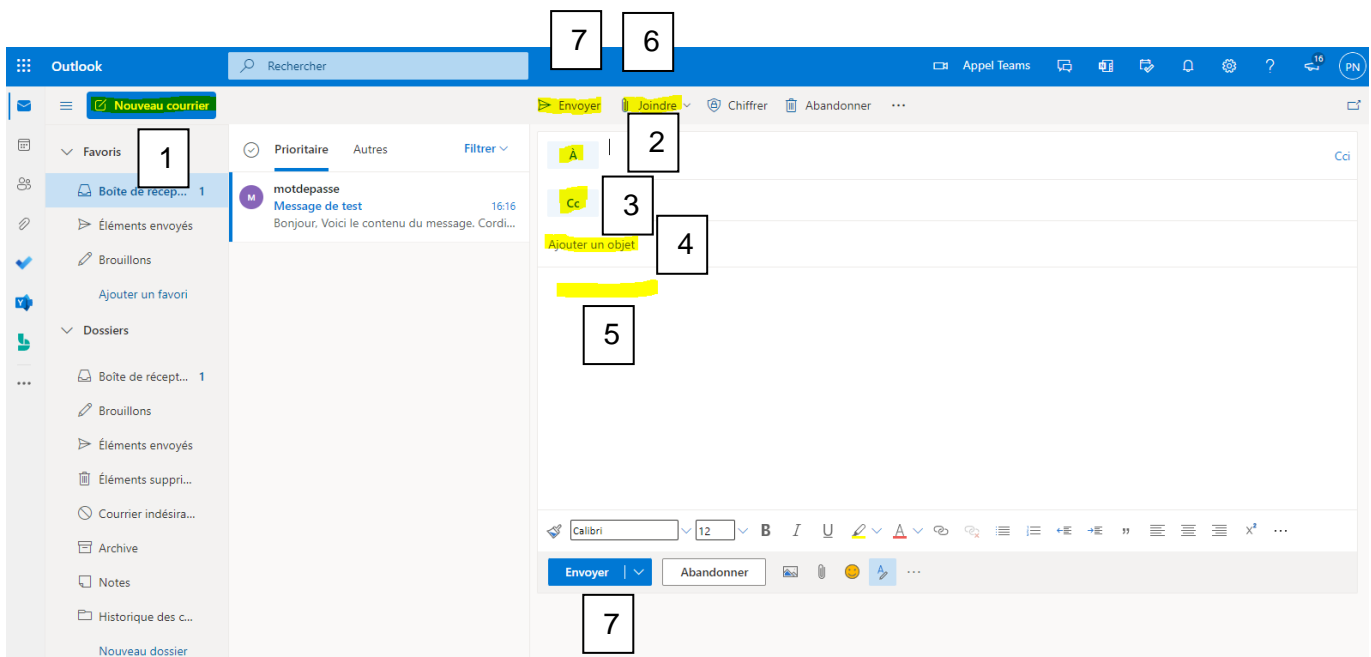 7 6
Outlook
Rechercher
Appel Teams
16
PN
Nouveau courrier
Envoyer
Joindre
Chiffrer
Abandonner
1
2
Favoris
Boîte de récep... 1
Éléments envoyés
Brouillons
Ajouter un favori
Dossiers
Boîte de récept... 1
Brouillons
Éléments envoyés
Éléments suppri...
Courrier indésira...
Archive
Notes
Historique des c...
Nouveau dossier
Prioritaire
Autres
Filtrer
M
motdepasse
Message de test 16:16
Bonjour, Voici le contenu du message. Cordi...
À
Cci
Cc
3
Ajouter un objet
4
5
Calibri
12
B I U A x²
Envoyer
Abandonner
7